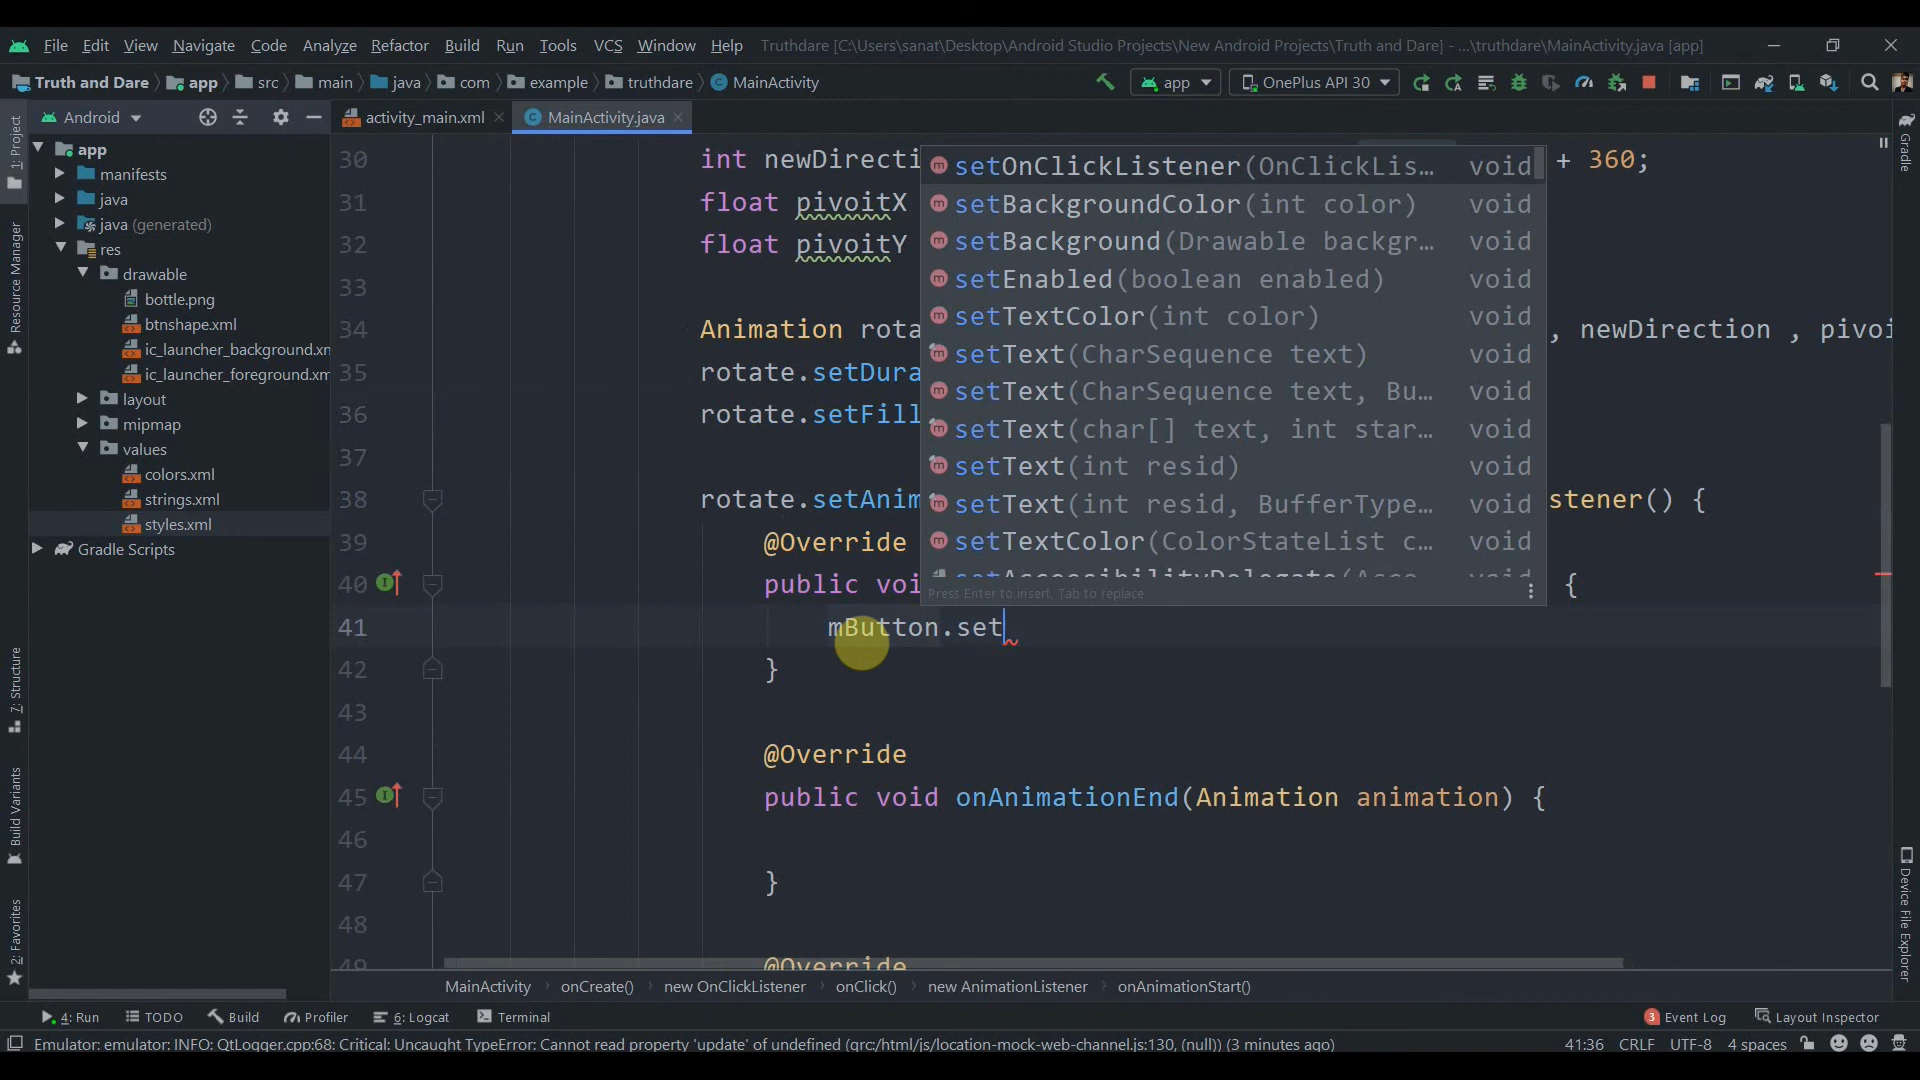 File Edit View Navigate Code Analyze Refactor Build Run Tools VCS Window Help Truthdare [C:\Users\sanat\Desktop\Android Studio Projects\New Android Projects\Truth and Dare] - ...\truthdare\MainActivity.java [app]
Truth and Dare app src main java com example truthdare MainActivity app OnePlus API 30
Android activity_main.xml MainActivity.java
1: Project
Resource Manager
7: Structure
Build Variants
2: Favorites
app
manifests
java
java (generated)
res
drawable
bottle.png
btnshape.xml
ic_launcher_background.xm
ic_launcher_foreground.xm
layout
mipmap
values
colors.xml
strings.xml
styles.xml
Gradle Scripts
30 int newDirecti + 360;
31 float pivoitX
32 float pivoitY
33
34 Animation rota , newDirection , pivoi
35 rotate.setDura
36 rotate.setFill
37
38 rotate.setAnim stener() {
39 @Override
40 public voi {
41 mButton.set
42 }
43
44 @Override
45 public void onAnimationEnd(Animation animation) {
46
47 }
48
49 @Override
setOnClickListener(OnClickLis… void
setBackgroundColor(int color) void
setBackground(Drawable backgr… void
setEnabled(boolean enabled) void
setTextColor(int color) void
setText(CharSequence text) void
setText(CharSequence text, Bu… void
setText(char[] text, int star… void
setText(int resid) void
setText(int resid, BufferType… void
setTextColor(ColorStateList c… void
Press Enter to insert, Tab to replace
Gradle
Device File Explorer
MainActivity onCreate() new OnClickListener onClick() new AnimationListener onAnimationStart()
4: Run TODO Build Profiler 6: Logcat Terminal 3 Event Log Layout Inspector
Emulator: emulator: INFO: QtLogger.cpp:68: Critical: Uncaught TypeError: Cannot read property 'update' of undefined (qrc:/html/js/location-mock-web-channel.js:130, (null)) (3 minutes ago) 41:36 CRLF UTF-8 4 spaces